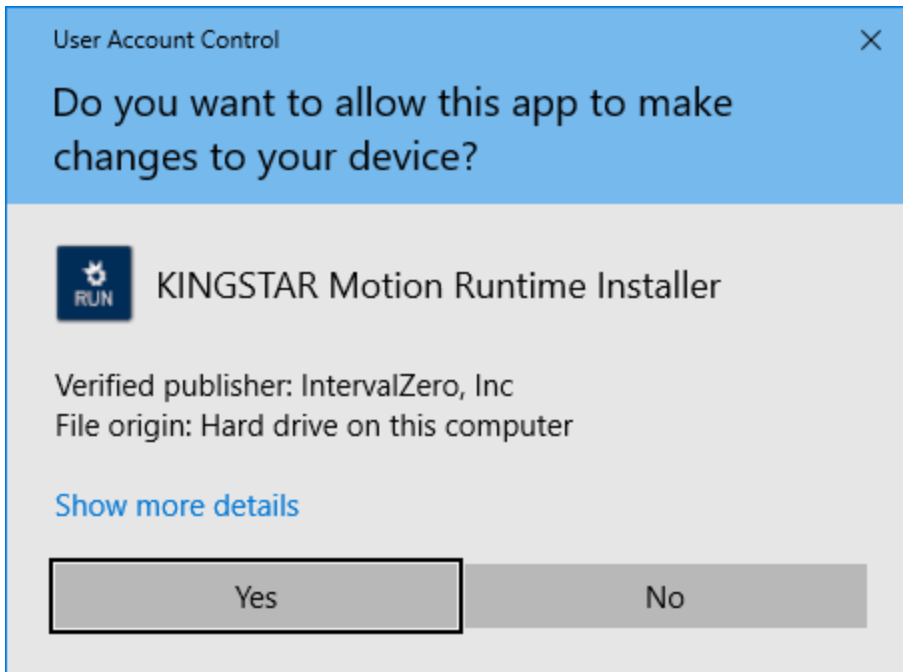 User Account Control
Do you want to allow this app to make
changes to your device?
RUN
KINGSTAR Motion Runtime Installer
Verified publisher: IntervalZero, Inc
File origin: Hard drive on this computer
Show more details
Yes
No